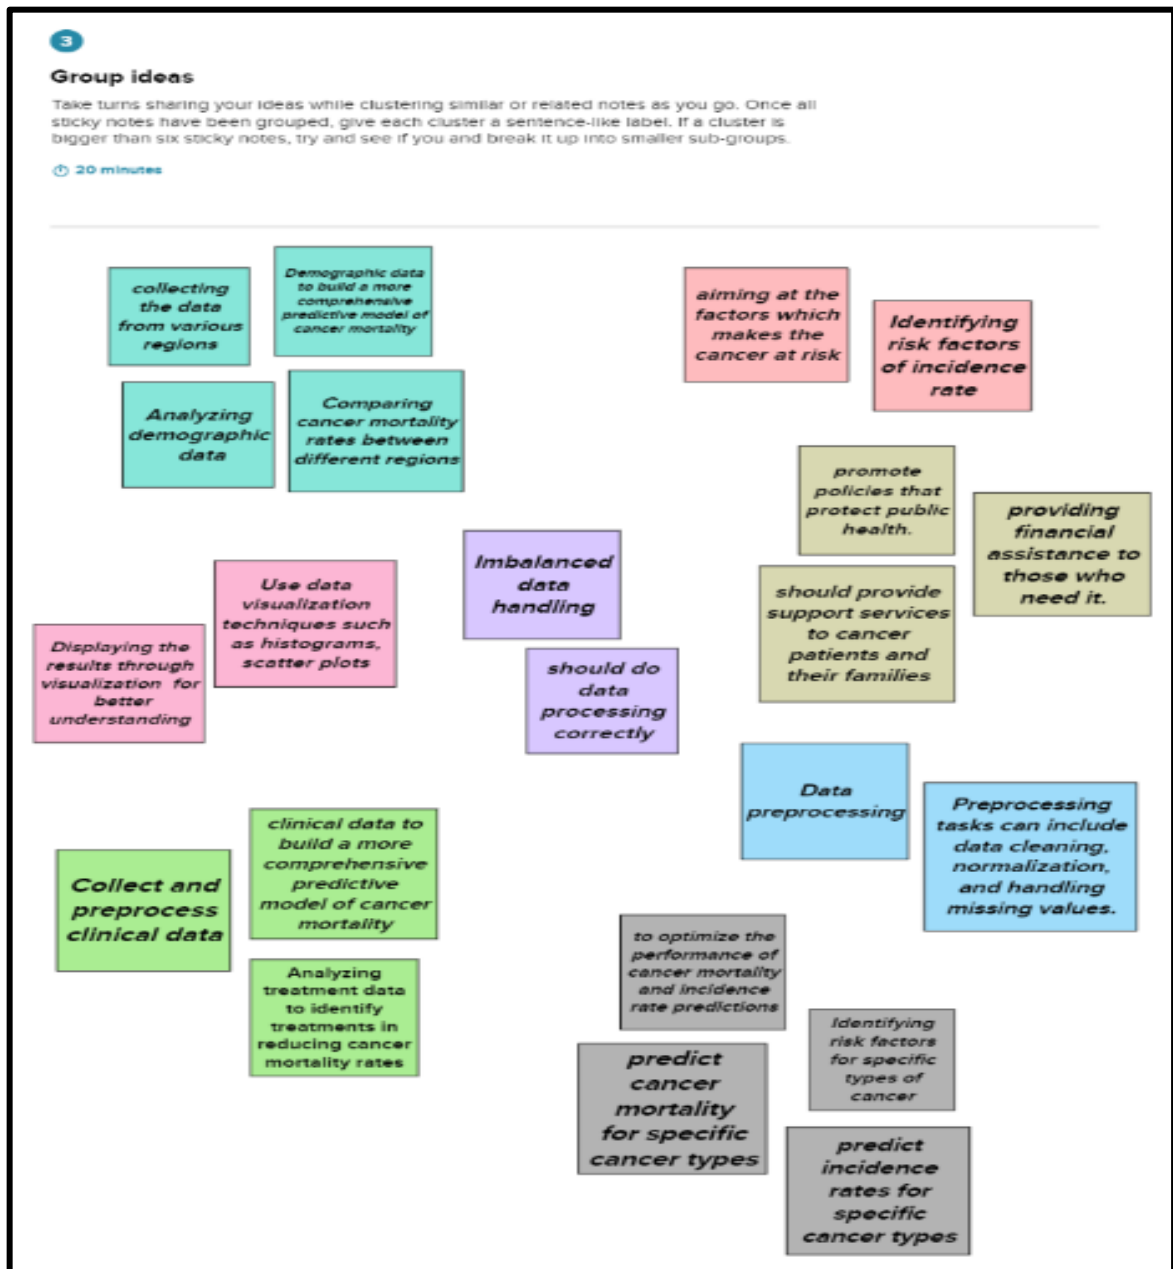 3
Group ideas
Take turns sharing your ideas while clustering similar or related notes as you go. Once all
sticky notes have been grouped, give each cluster a sentence-like label. If a cluster is
bigger than six sticky notes, try and see if you and break it up into smaller sub-groups.
20 minutes
collecting
the data
from various
regions
Demographic data
to build a more
comprehensive
predictive model of
cancer mortality
Analyzing
demographic
data
Comparing
cancer mortality
rates between
different regions
aiming at the
factors which
makes the
cancer at risk
Identifying
risk factors
of incidence
rate
promote
policies that
protect public
health.
providing
financial
assistance to
those who
need it.
should provide
support services
to cancer
patients and
their families
Imbalanced
data
handling
should do
data
processing
correctly
Use data
visualization
techniques such
as histograms,
scatter plots
Displaying the
results through
visualization for
better
understanding
Data
preprocessing
Preprocessing
tasks can include
data cleaning,
normalization,
and handling
missing values.
clinical data to
build a more
comprehensive
predictive
model of cancer
mortality
Collect and
preprocess
clinical data
Analyzing
treatment data
to identify
treatments in
reducing cancer
mortality rates
to optimize the
performance of
cancer mortality
and incidence
rate predictions
Identifying
risk factors
for specific
types of
cancer
predict
cancer
mortality
for specific
cancer types
predict
incidence
rates for
specific
cancer types